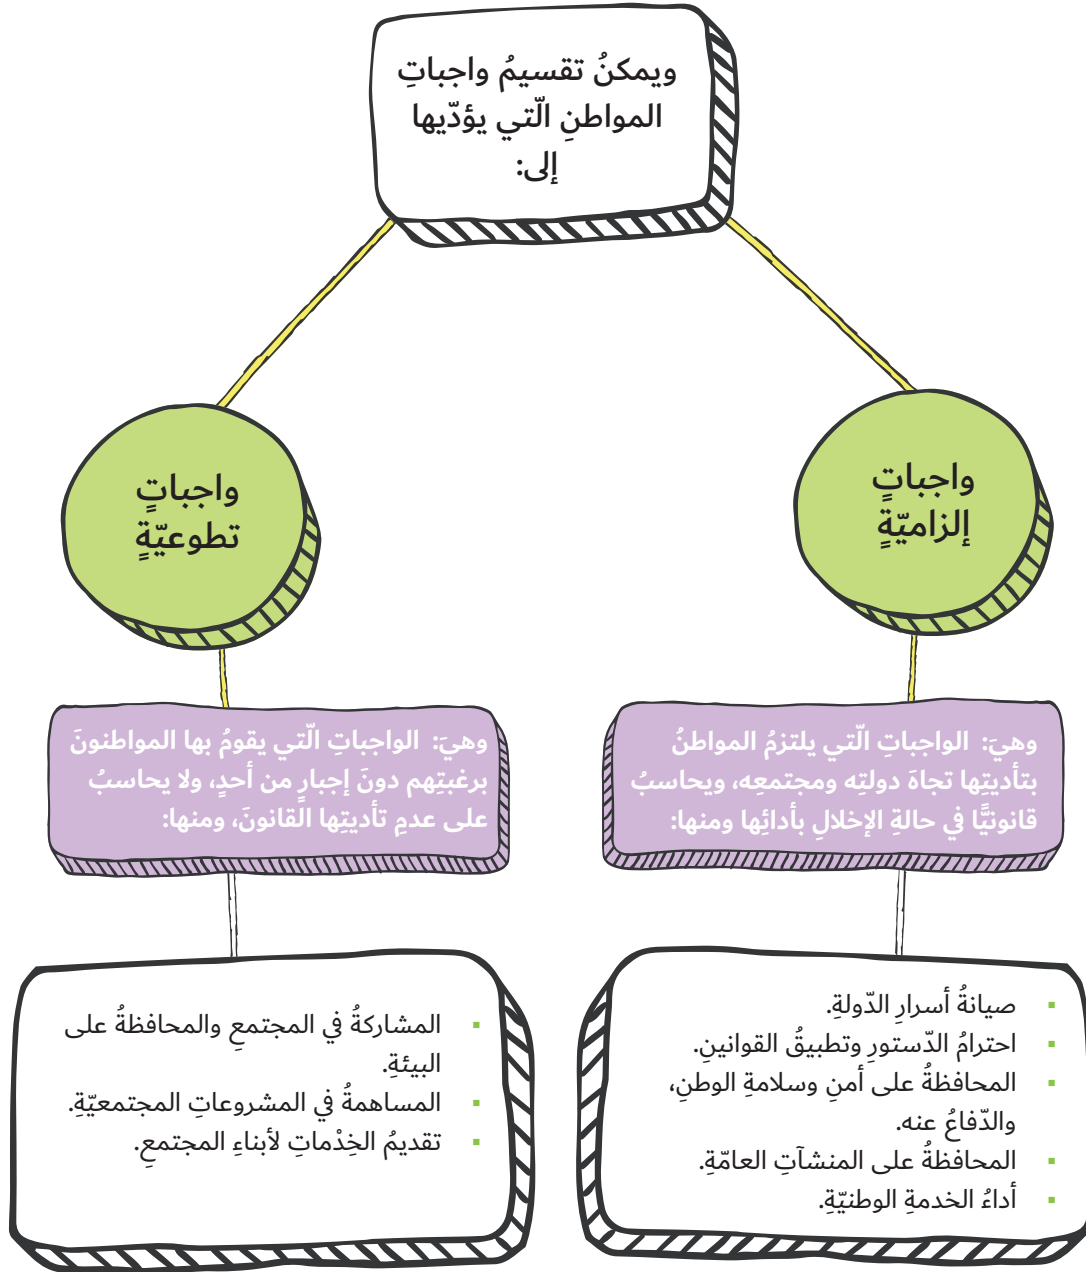 ويمكنُ تقسيمُ واجباتِ
المواطنِ الّتي يؤدّيها
إلى:
واجباتٍ
إلزاميّةٍ
وهيَ: الواجباتِ الّتي يلتزمُ المواطنُ
بتأديتِها تجاهَ دولتِه ومجتمعِه، ويحاسبُ
قانونيًّا في حالةِ الإخلالِ بأدائِها ومنها:
▪ صيانةُ أسرارِ الدّولةِ.
▪ احترامُ الدّستورِ وتطبيقُ القوانينِ.
▪ المحافظةُ على أمنِ وسلامةِ الوطنِ،
والدّفاعُ عنه.
▪ المحافظةُ على المنشآتِ العامّةِ.
▪ أداءُ الخدمةِ الوطنيّةِ.
واجباتٍ
تطوعيّةٍ
وهيَ: الواجباتِ الّتي يقومُ بها المواطنونَ
برغبتِهم دونَ إجبارٍ من أحدٍ، ولا يحاسبُ
على عدمِ تأديتِها القانونَ، ومنها:
▪ المشاركةُ في المجتمعِ والمحافظةُ على
البيئةِ.
▪ المساهمةُ في المشروعاتِ المجتمعيّةِ.
▪ تقديمُ الخِدْماتِ لأبناءِ المجتمعِ.